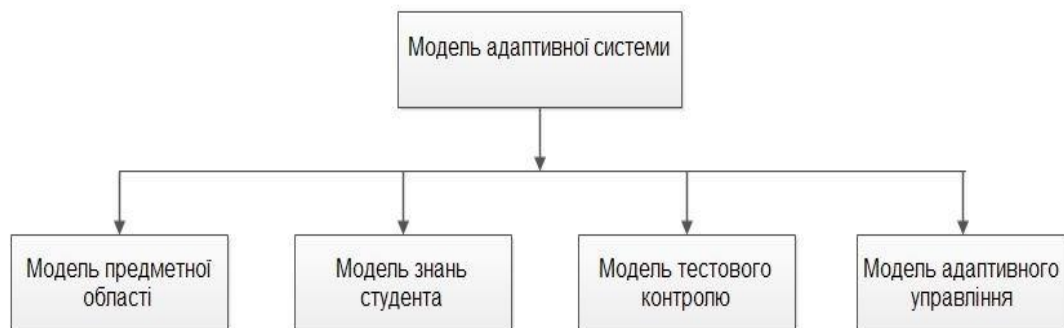 Модель адаптивної системи
Модель предметної
області
Модель знань
студента
Модель тестового
контролю
Модель адаптивного
управління